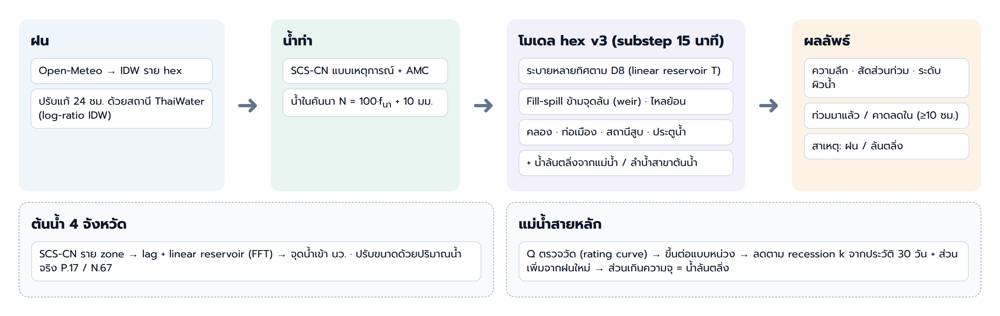 ฝน
Open-Meteo → IDW ราย hex
ปรับแก้ 24 ชม. ด้วยสถานี ThaiWater
(log-ratio IDW)
น้ำท่า
SCS-CN แบบเหตุการณ์ + AMC
น้ำในคันนา N = 100·fนา + 10 มม.
โมเดล hex v3 (substep 15 นาที)
ระบายหลายทิศตาม D8 (linear reservoir T)
Fill-spill ข้ามจุดล้น (weir) · ไหลย้อน
คลอง · ท่อเมือง · สถานีสูบ · ประตูน้ำ
+ น้ำล้นตลิ่งจากแม่น้ำ / ลำน้ำสาขาต้นน้ำ
ผลลัพธ์
ความลึก · สัดส่วนท่วม · ระดับ
ผิวน้ำ
ท่วมมาแล้ว / คาดลดใน (≥10 ซม.)
สาเหตุ: ฝน / ล้นตลิ่ง
ต้นน้ำ 4 จังหวัด
SCS-CN ราย zone → lag + linear reservoir (FFT) → จุดน้ำเข้า นว. · ปรับขนาดด้วยปริมาณน้ำ
จริง P.17 / N.67
แม่น้ำสายหลัก
Q ตรวจวัด (rating curve) → ขึ้นต่อแบบหน่วง → ลดตาม recession k จากประวัติ 30 วัน + ส่วน
เพิ่มจากฝนใหม่ → ส่วนเกินความจุ = น้ำล้นตลิ่ง